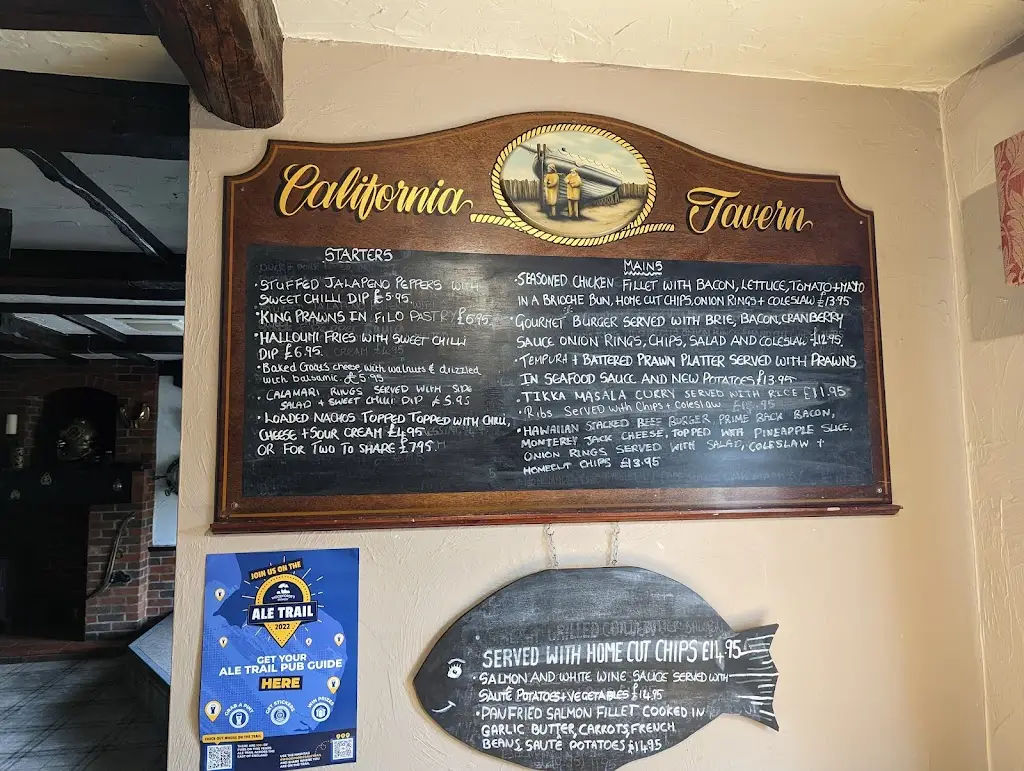 California Tavern
STARTERS
• STUFFED JALAPENO PEPPERS WITH
SWEET CHILLI DIP £5.95.
• KING PRAWNS IN FILO PASTRY £6.95
• HALLOUMI FRIES WITH SWEET CHILLI
DIP £6.95.
• Baked Goats cheese, with walnuts & drizzled
with balsamic. £5.95
• CALAMARI RINGS SERVED WITH SIDE
SALAD + SWEET CHILLI DIP £5.95
• LOADED NACHOS TOPPED TOPPED WITH CHILLI,
CHEESE + SOUR CREAM £4.95
OR FOR TWO TO SHARE £7.95
MAINS
• SEASONED CHICKEN FILLET WITH BACON, LETTUCE, TOMATO + MAYO
IN A BRIOCHE BUN, HOME CUT CHIPS, ONION RINGS + COLESLAW £13.95
GOURMET BURGER SERVED WITH BRIE, BACON, CRANBERRY
SAUCE ONION RINGS, CHIPS, SALAD AND COLESLAW £12.95.
• TEMPURA + BATTERED PRAWN PLATTER SERVED WITH PRAWNS
IN SEAFOOD SAUCE AND NEW POTATOES £13.95
• TIKKA MASALA CURRY SERVED WITH RICE £11.95
• Ribs Served with Chips + Coleslaw
• HAWAIIAN STACKED BEEF BURGER PRIME BACK BACON,
MONTEREY JACK CHEESE, TOPPED WITH PINEAPPLE SLICE,
ONION RINGS SERVED WITH SALAD, COLESLAW +
HOMECUT CHIPS £13.95
SERVED WITH HOME CUT CHIPS £14.95
• SALMON AND WHITE WINE SAUCE SERVED WITH
SAUTÉ POTATOES + VEGETABLES £14.95
• PANFRIED SALMON FILLET COOKED IN
GARLIC BUTTER, CARROTS, FRENCH
BEANS, SAUTE POTATOES £14.95
JOIN US ON THE
ALE TRAIL
2022
GET YOUR
ALE TRAIL PUB GUIDE
HERE
GRAB A PINT
GET STICKERS
WIN PRIZES